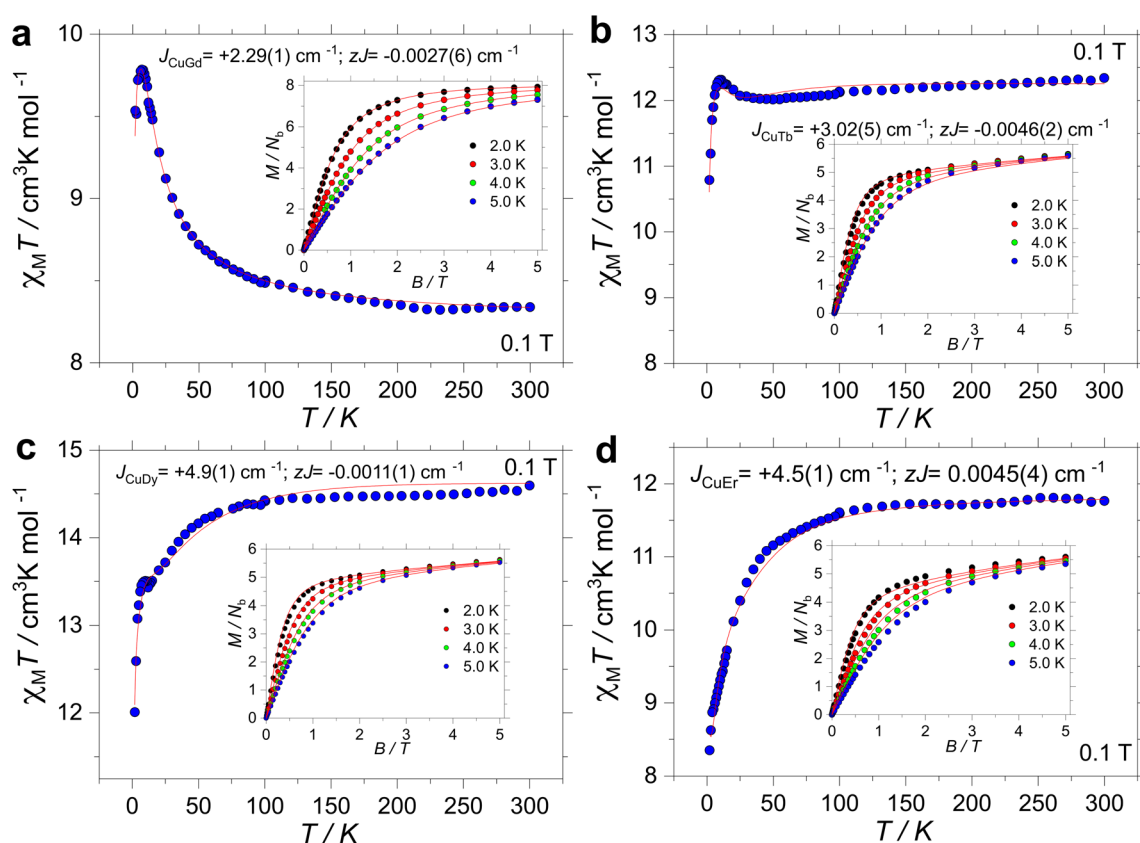 a
J_CuGd= +2.29(1) cm ⁻¹; zJ= -0.0027(6) cm ⁻¹
10
9
8
χ_M T / cm³K mol ⁻¹
0 50 100 150 200 250 300
T / K
0.1 T
8
6
4
2
0
M / N_b
0 1 2 3 4 5
B / T
2.0 K
3.0 K
4.0 K
5.0 K
b
0.1 T
J_CuTb= +3.02(5) cm ⁻¹; zJ= -0.0046(2) cm ⁻¹
13
12
11
10
9
8
χ_M T / cm³K mol ⁻¹
0 50 100 150 200 250 300
T / K
6
5
4
3
2
1
0
M / N_b
0 1 2 3 4 5
B / T
2.0 K
3.0 K
4.0 K
5.0 K
c
J_CuDy= +4.9(1) cm ⁻¹; zJ= -0.0011(1) cm ⁻¹
0.1 T
15
14
13
12
χ_M T / cm³K mol ⁻¹
0 50 100 150 200 250 300
T / K
6
5
4
3
2
1
0
M / N_b
0 1 2 3 4 5
B / T
2.0 K
3.0 K
4.0 K
5.0 K
d
J_CuEr= +4.5(1) cm ⁻¹; zJ= 0.0045(4) cm ⁻¹
12
11
10
9
8
χ_M T / cm³K mol ⁻¹
0 50 100 150 200 250 300
T / K
0.1 T
6
5
4
3
2
1
0
M / N_b
0 1 2 3 4 5
B / T
2.0 K
3.0 K
4.0 K
5.0 K